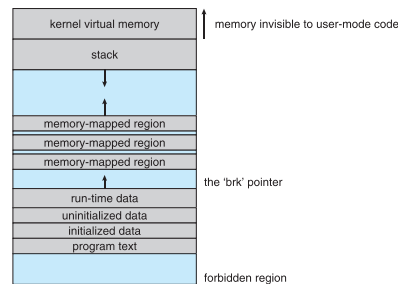 kernel virtual memory
memory invisible to user-mode code
stack
memory-mapped region
memory-mapped region
memory-mapped region
the 'brk' pointer
run-time data
uninitialized data
initialized data
program text
forbidden region